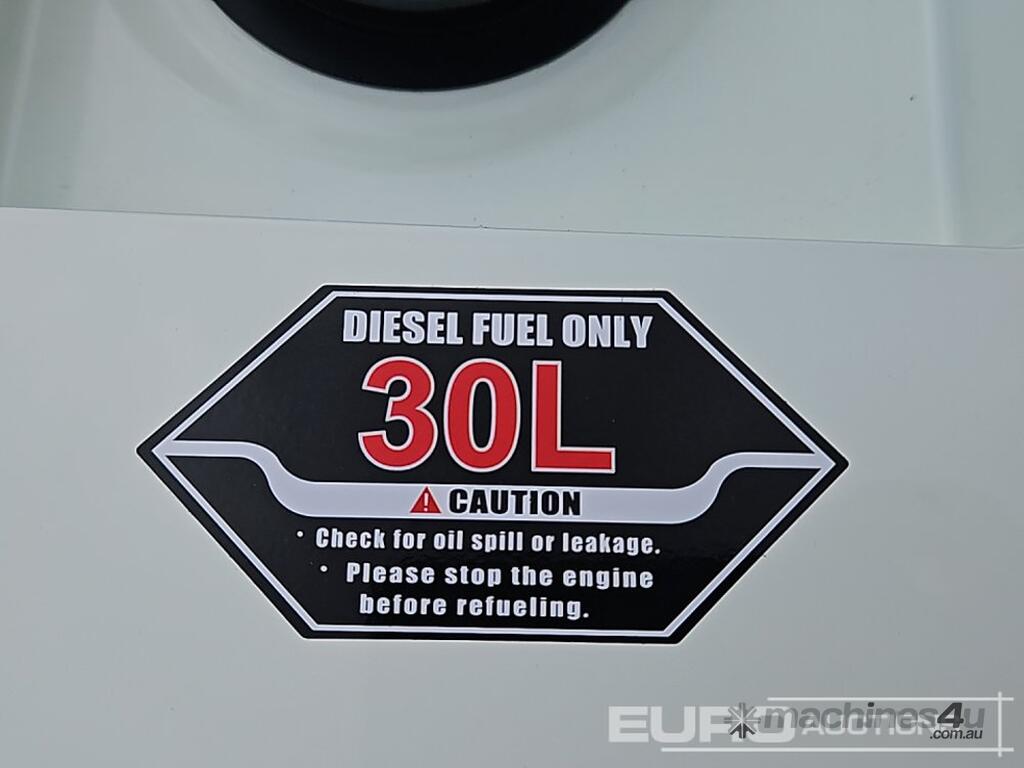 DIESEL FUEL ONLY
30L
CAUTION
• Check for oil spill or leakage.
• Please stop the engine
before refueling.
EURO AUCTIONS
machines4u
.com.au